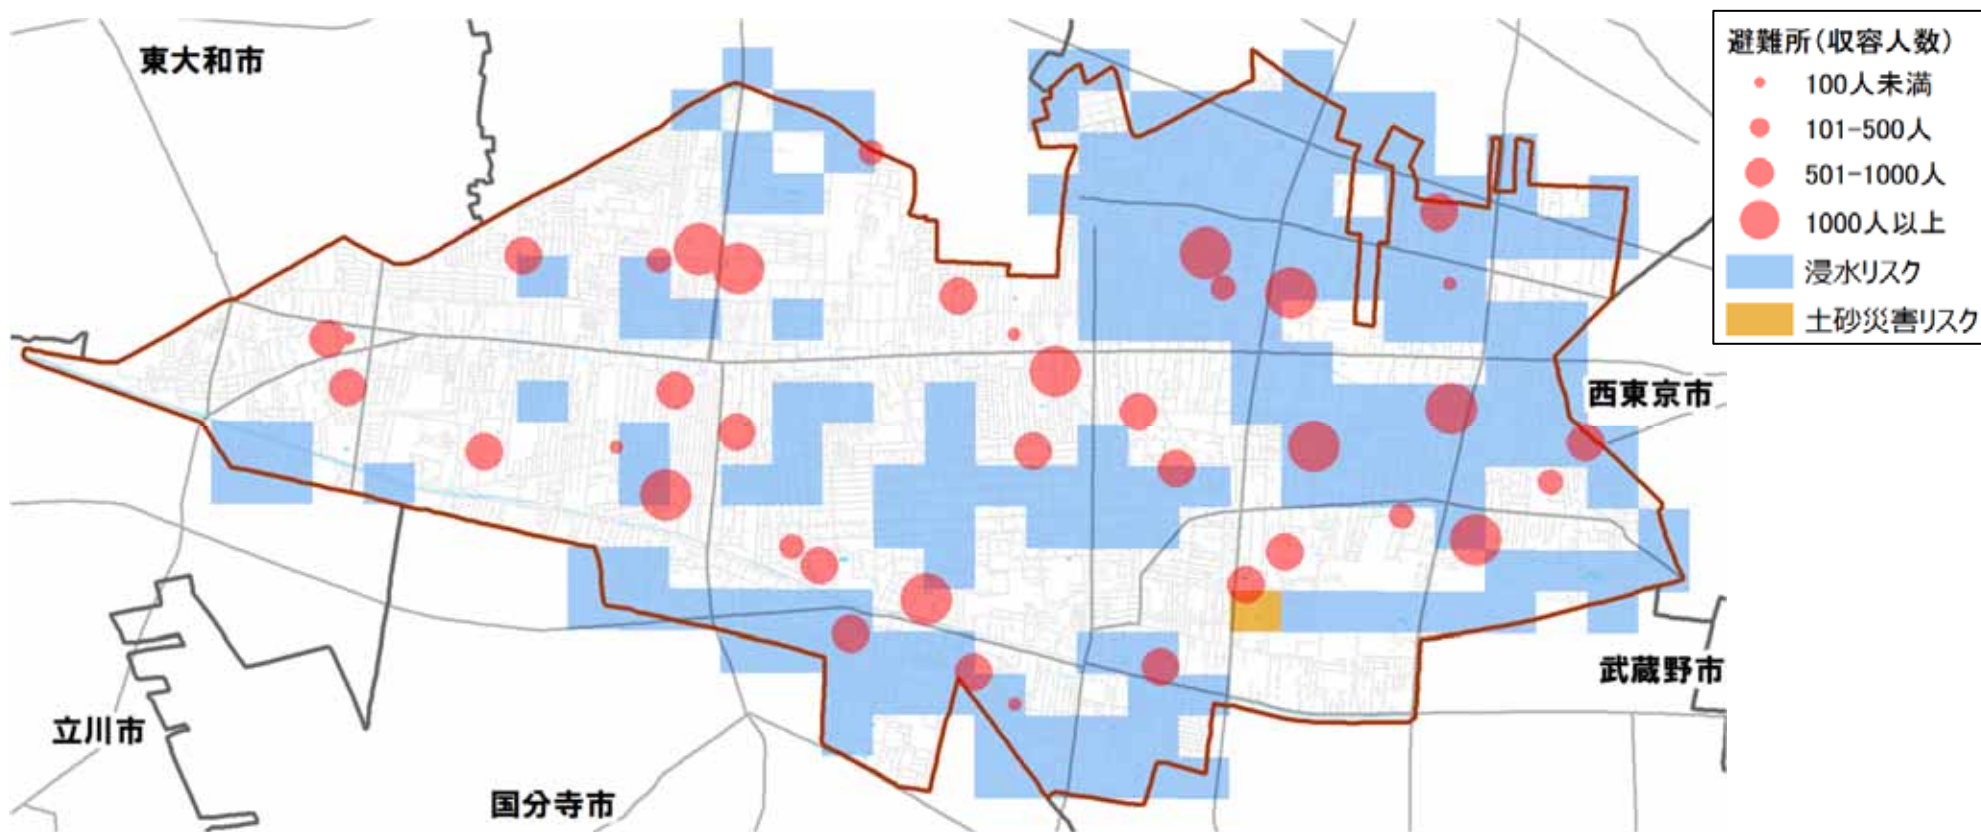 東大和市
避難所(収容人数)
100人未満
101-500人
501-1000人
1000人以上
浸水リスク
土砂災害リスク
西東京市
武蔵野市
立川市
国分寺市